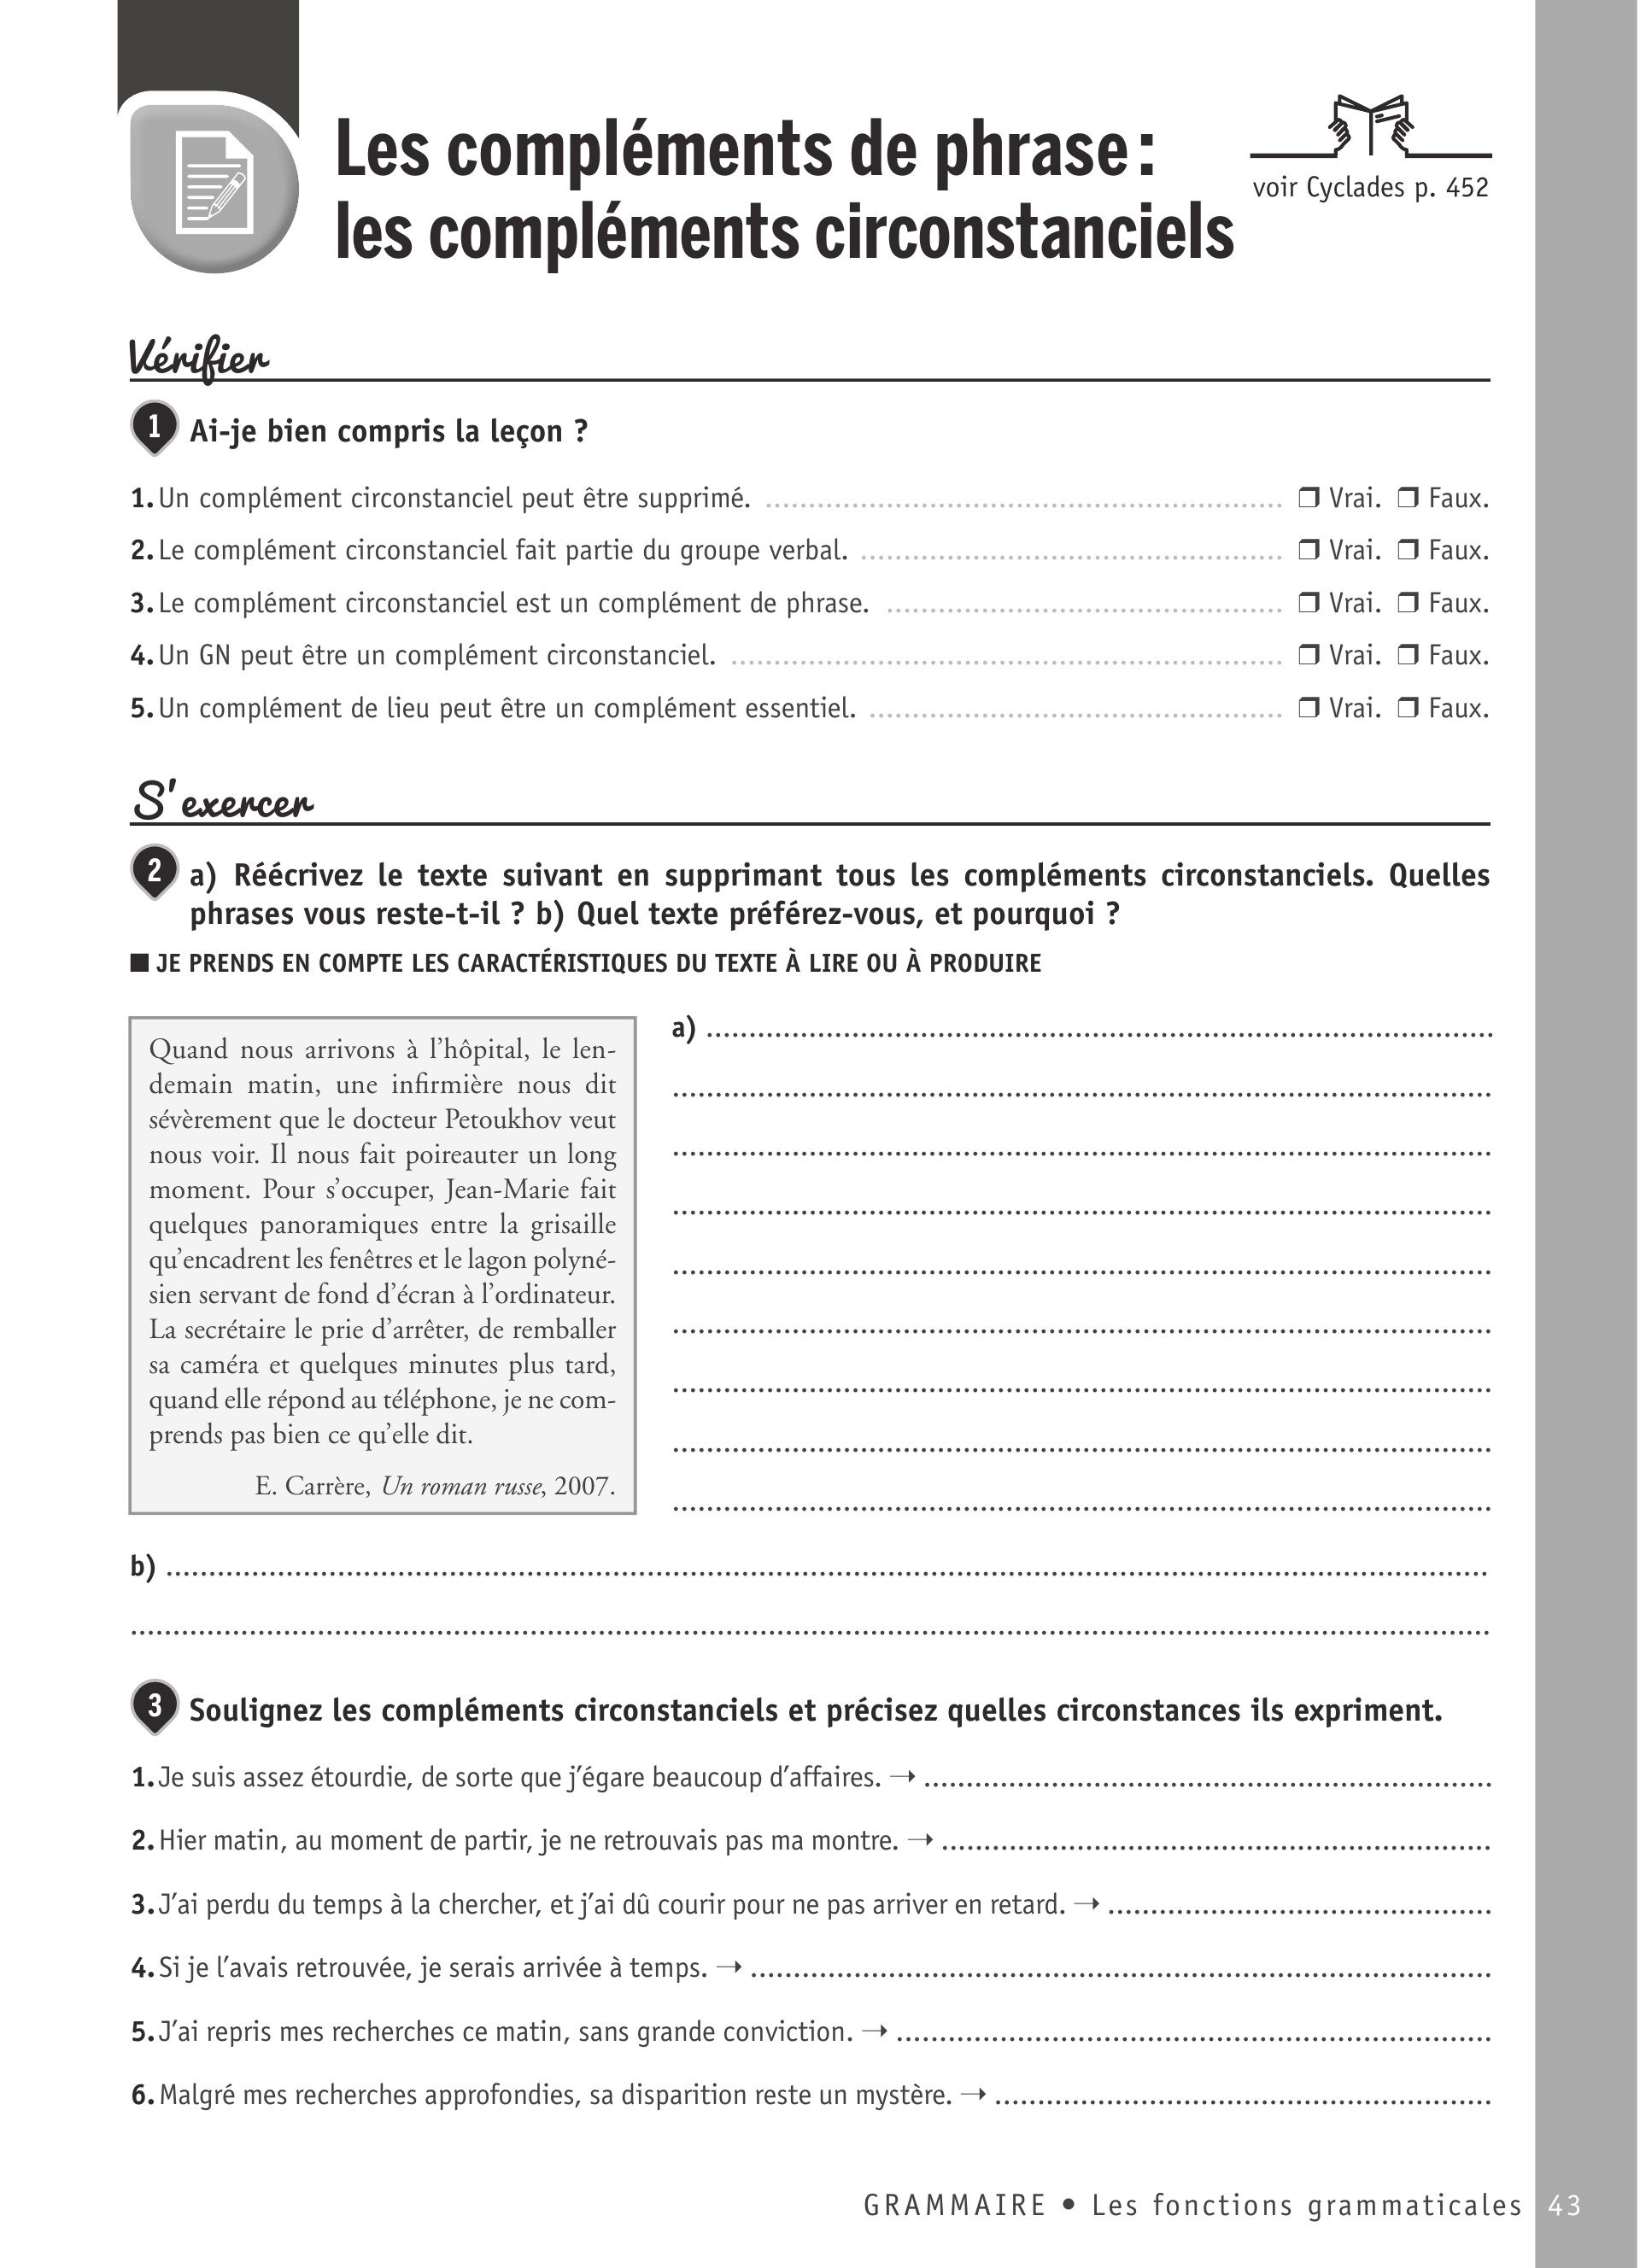 Les compléments de phrase :
les compléments circonstanciels
voir Cyclades p. 452
Vérifier
1 Ai-je bien compris la leçon ?
1. Un complément circonstanciel peut être supprimé. ........................................ ❒ Vrai. ❒ Faux.
2. Le complément circonstanciel fait partie du groupe verbal. ........................................ ❒ Vrai. ❒ Faux.
3. Le complément circonstanciel est un complément de phrase. ........................................ ❒ Vrai. ❒ Faux.
4. Un GN peut être un complément circonstanciel. ........................................ ❒ Vrai. ❒ Faux.
5. Un complément de lieu peut être un complément essentiel. ........................................ ❒ Vrai. ❒ Faux.
S'exercer
2 a) Réécrivez le texte suivant en supprimant tous les compléments circonstanciels. Quelles
phrases vous reste-t-il ? b) Quel texte préférez-vous, et pourquoi ?
■ JE PRENDS EN COMPTE LES CARACTÉRISTIQUES DU TEXTE À LIRE OU À PRODUIRE
Quand nous arrivons à l'hôpital, le len-
demain matin, une infirmière nous dit
sévèrement que le docteur Petoukhov veut
nous voir. Il nous fait poireauter un long
moment. Pour s'occuper, Jean-Marie fait
quelques panoramiques entre la grisaille
qu'encadrent les fenêtres et le lagon polyné-
sien servant de fond d'écran à l'ordinateur.
La secrétaire le prie d'arrêter, de remballer
sa caméra et quelques minutes plus tard,
quand elle répond au téléphone, je ne com-
prends pas bien ce qu'elle dit.
E. Carrère, Un roman russe, 2007.
a) ........................................
b) ........................................
3 Soulignez les compléments circonstanciels et précisez quelles circonstances ils expriment.
1. Je suis assez étourdie, de sorte que j'égare beaucoup d'affaires. → ........................................
2. Hier matin, au moment de partir, je ne retrouvais pas ma montre. → ........................................
3. J'ai perdu du temps à la chercher, et j'ai dû courir pour ne pas arriver en retard. → ........................................
4. Si je l'avais retrouvée, je serais arrivée à temps. → ........................................
5. J'ai repris mes recherches ce matin, sans grande conviction. → ........................................
6. Malgré mes recherches approfondies, sa disparition reste un mystère. → ........................................
GRAMMAIRE • Les fonctions grammaticales 43